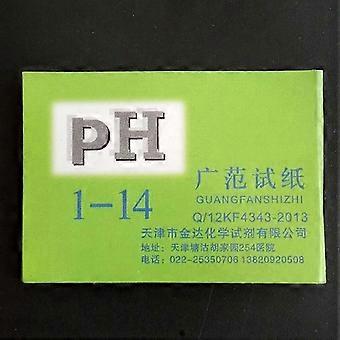 pH
1-14
广范试纸
GUANGFANSHIZHI
Q/12KF4343-2013
天津市金达化学试剂有限公司
地址：天津塘沽胡家园254医院
电话：022-25350706 13820920508